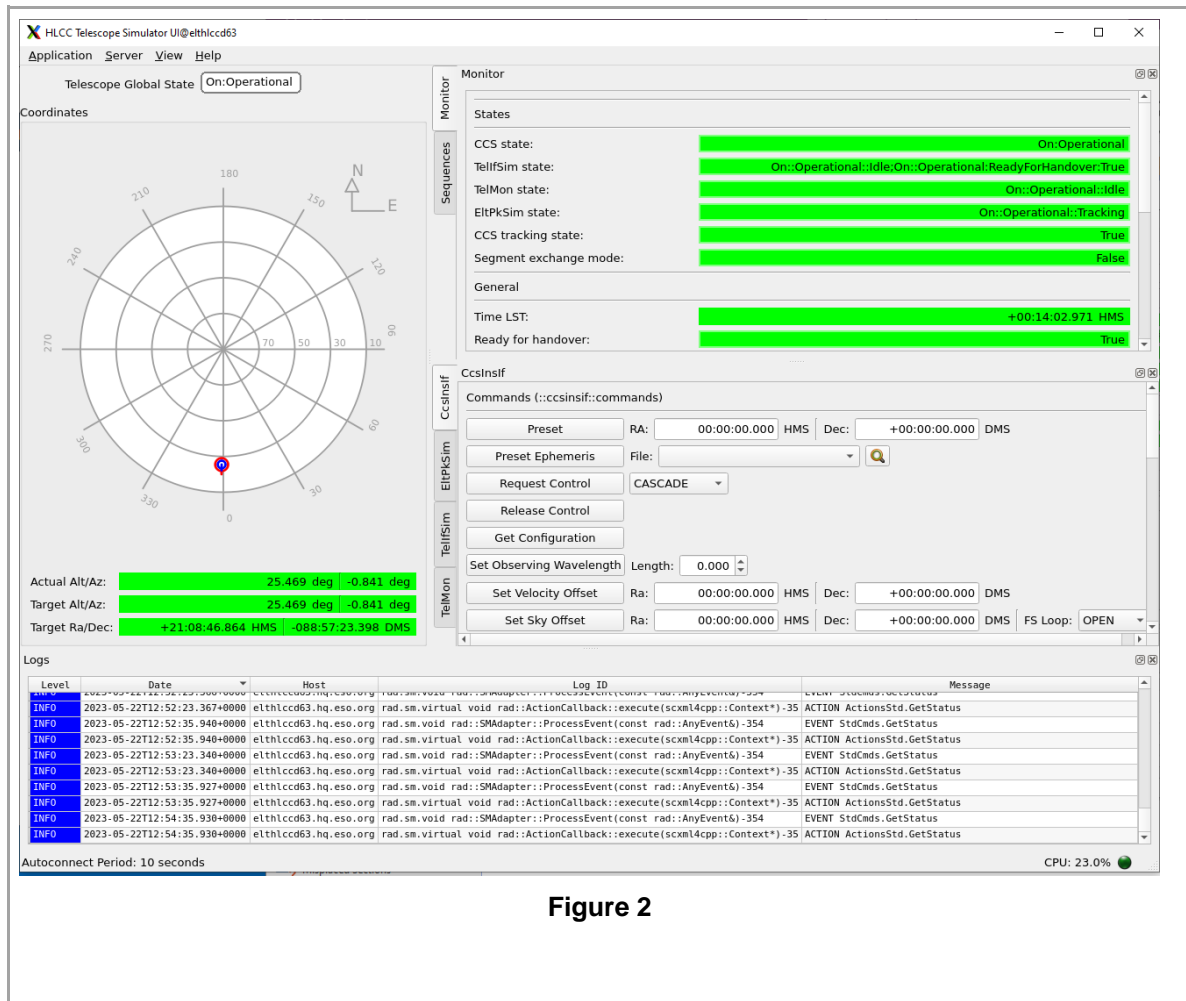 HLCC Telescope Simulator UI@elthlccd63
Application Server View Help
Telescope Global State On:Operational
Coordinates
N
E
180
150
120
90
60
30
0
330
300
270
240
210
70 50 30 10
Actual Alt/Az: 25.469 deg -0.841 deg
Target Alt/Az: 25.469 deg -0.841 deg
Target Ra/Dec: +21:08:46.864 HMS -088:57:23.398 DMS
Monitor
Sequences
Monitor
States
CCS state: On:Operational
TelIfSim state: On::Operational::Idle;On::Operational:ReadyForHandover:True
TelMon state: On::Operational::Idle
EltPkSim state: On::Operational::Tracking
CCS tracking state: True
Segment exchange mode: False
General
Time LST: +00:14:02.971 HMS
Ready for handover: True
CcsInsIf
EltPkSim
TelIfSim
TelMon
CcsInsIf
Commands (::ccsinsif::commands)
Preset RA: 00:00:00.000 HMS Dec: +00:00:00.000 DMS
Preset Ephemeris File:
Request Control CASCADE
Release Control
Get Configuration
Set Observing Wavelength Length: 0.000
Set Velocity Offset Ra: 00:00:00.000 HMS Dec: +00:00:00.000 DMS
Set Sky Offset Ra: 00:00:00.000 HMS Dec: +00:00:00.000 DMS FS Loop: OPEN
Logs
Level Date Host Log ID Message
INFO 2023-05-22T12:52:23.367+0000 elthlccd63.hq.eso.org rad.sm.virtual void rad::ActionCallback::execute(scxml4cpp::Context*)-35 ACTION ActionsStd.GetStatus
INFO 2023-05-22T12:52:35.940+0000 elthlccd63.hq.eso.org rad.sm.void rad::SMAdapter::ProcessEvent(const rad::AnyEvent&)-354 EVENT StdCmds.GetStatus
INFO 2023-05-22T12:52:35.940+0000 elthlccd63.hq.eso.org rad.sm.virtual void rad::ActionCallback::execute(scxml4cpp::Context*)-35 ACTION ActionsStd.GetStatus
INFO 2023-05-22T12:53:23.340+0000 elthlccd63.hq.eso.org rad.sm.void rad::SMAdapter::ProcessEvent(const rad::AnyEvent&)-354 EVENT StdCmds.GetStatus
INFO 2023-05-22T12:53:23.340+0000 elthlccd63.hq.eso.org rad.sm.virtual void rad::ActionCallback::execute(scxml4cpp::Context*)-35 ACTION ActionsStd.GetStatus
INFO 2023-05-22T12:53:35.927+0000 elthlccd63.hq.eso.org rad.sm.void rad::SMAdapter::ProcessEvent(const rad::AnyEvent&)-354 EVENT StdCmds.GetStatus
INFO 2023-05-22T12:53:35.927+0000 elthlccd63.hq.eso.org rad.sm.virtual void rad::ActionCallback::execute(scxml4cpp::Context*)-35 ACTION ActionsStd.GetStatus
INFO 2023-05-22T12:54:35.930+0000 elthlccd63.hq.eso.org rad.sm.void rad::SMAdapter::ProcessEvent(const rad::AnyEvent&)-354 EVENT StdCmds.GetStatus
INFO 2023-05-22T12:54:35.930+0000 elthlccd63.hq.eso.org rad.sm.virtual void rad::ActionCallback::execute(scxml4cpp::Context*)-35 ACTION ActionsStd.GetStatus
Autoconnect Period: 10 seconds CPU: 23.0%
Figure 2